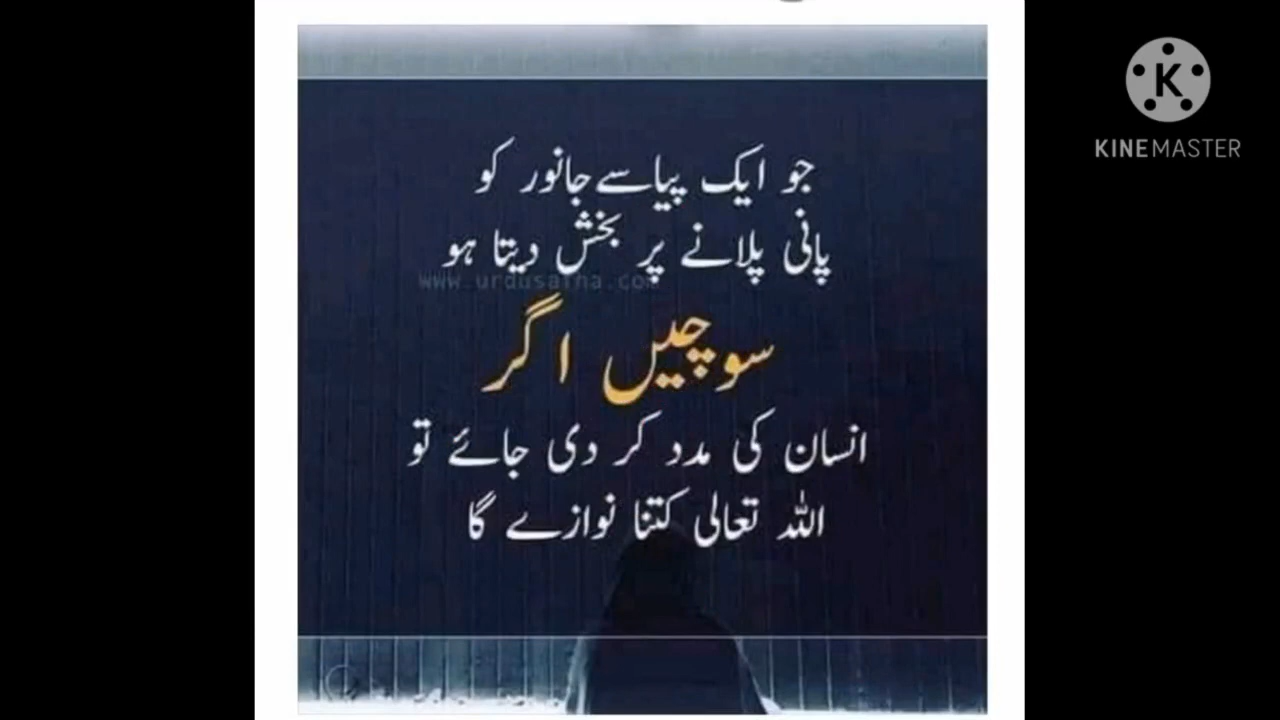 جو ایک پیاسے جانور کو
پانی پلانے پر بخش دیتا ہو
www.urdusafha.com
سوچیں اگر
انسان کی مدد کر دی جائے تو
اللہ تعالی کتنا نوازے گا
K
KINEMASTER